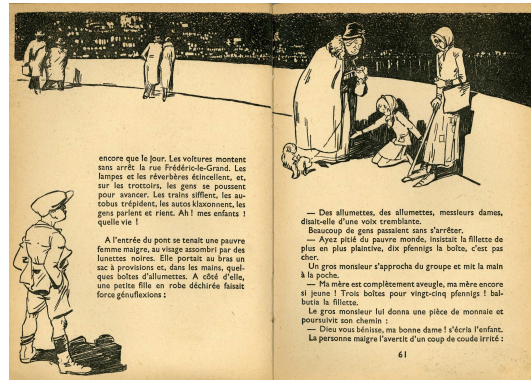 encore que le jour. Les voitures montent
sans arrêt la rue Frédéric-le-Grand. Les
lampes et les réverbères étincellent, et,
sur les trottoirs, les gens se poussent
pour avancer. Les trains sifflent, les au-
tobus trépident, les autos klaxonnent, les
gens parlent et rient. Ah ! mes enfants !
quelle vie !
A l'entrée du pont se tenait une pauvre
femme maigre, au visage assombri par des
lunettes noires. Elle portait au bras un
sac à provisions et, dans les mains, quel-
ques boîtes d'allumettes. A côté d'elle,
une petite fille en robe déchirée faisait
force génuflexions :
— Des allumettes, des allumettes, messieurs dames,
disait-elle d'une voix tremblante.
Beaucoup de gens passaient sans s'arrêter.
— Ayez pitié du pauvre monde, insistait la fillette de
plus en plus plaintive, dix pfennigs la boîte, c'est pas
cher.
Un gros monsieur s'approcha du groupe et mit la main
à la poche.
— Ma mère est complètement aveugle, ma mère encore
si jeune ! Trois boîtes pour vingt-cinq pfennigs ! bal-
butia la fillette.
Le gros monsieur lui donna une pièce de monnaie et
poursuivit son chemin :
— Dieu vous bénisse, ma bonne dame ! s'écria l'enfant.
La personne maigre l'avertit d'un coup de coude irrité :
61